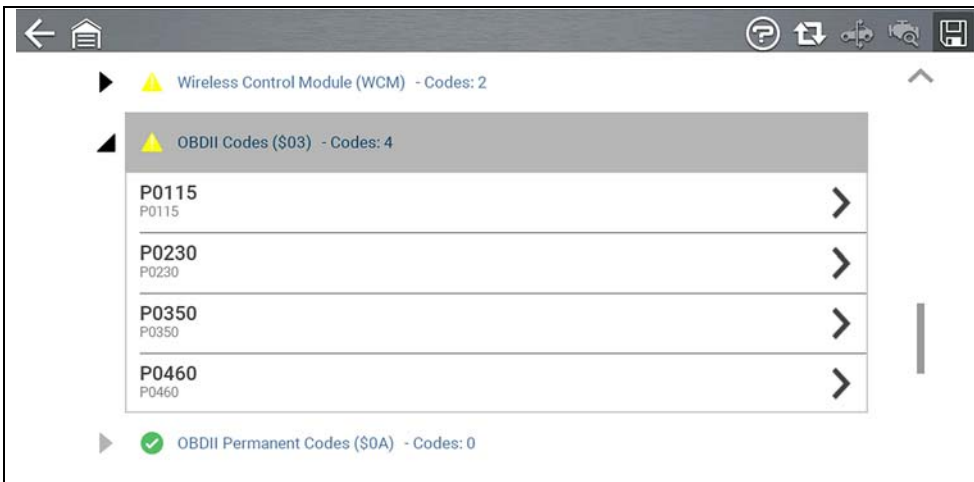 Wireless Control Module (WCM) - Codes: 2
OBDII Codes ($03) - Codes: 4
P0115
P0115
P0230
P0230
P0350
P0350
P0460
P0460
OBDII Permanent Codes ($0A) - Codes: 0